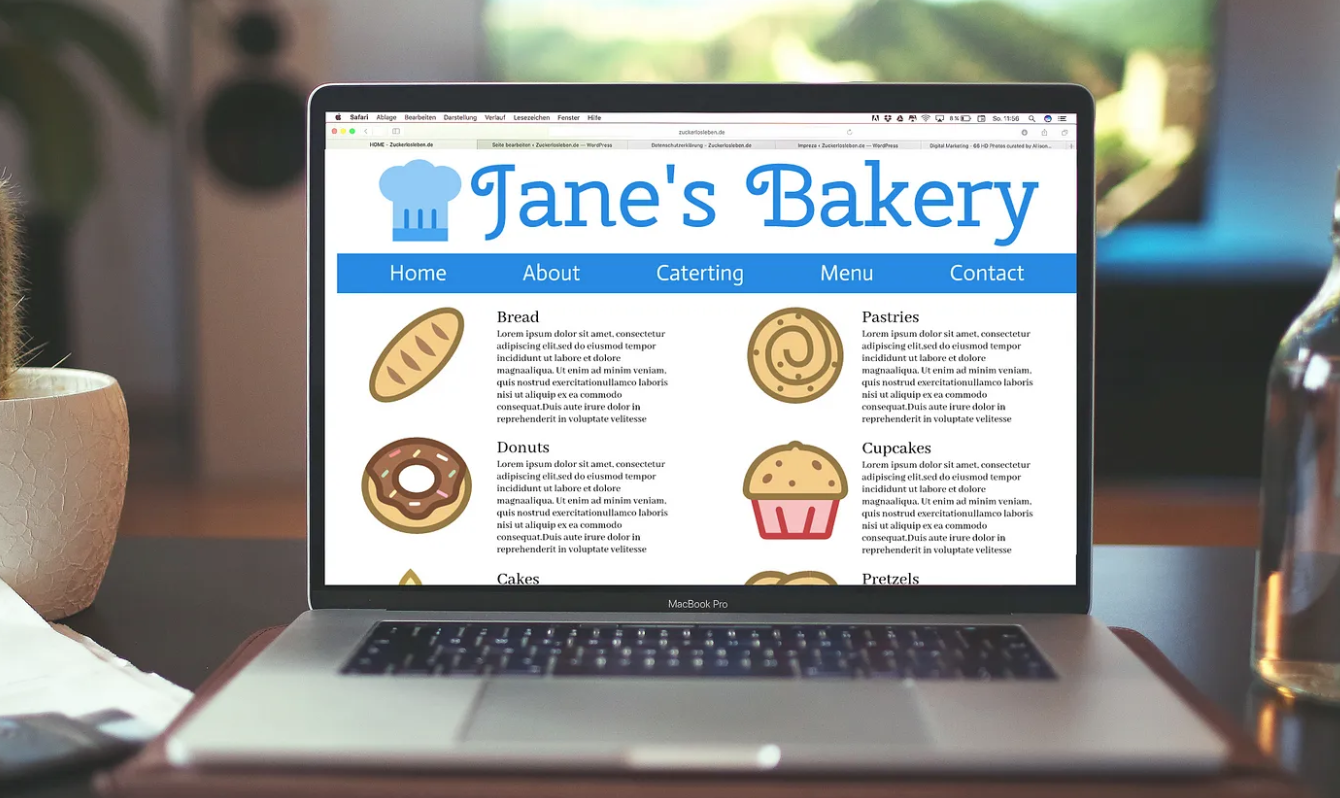 Safari Ablage Bearbeiten Darstellung Verlauf Lesezeichen Fenster Hilfe 8 % So. 11:56
zuckerlosleben.de
HOME - Zuckerlosleben.de Seite bearbeiten ‹ Zuckerlosleben.de — WordPress Datenschutzerklärung – Zuckerlosleben.de Impress ‹ Zuckerlosleben.de — WordPress Digital Marketing - 66 HD Photos curated by
Jane's Bakery
Home About Caterting Menu Contact
Bread
Lorem ipsum dolor sit amet, consectetur
adipiscing elit,sed do eiusmod tempor
incididunt ut labore et dolore
magnaaliqua. Ut enim ad minim veniam,
quis nostrud exercitationullamco laboris
nisi ut aliquip ex ea commodo
consequat.Duis aute irure dolor in
reprehenderit in voluptate velitesse
Pastries
Lorem ipsum dolor sit amet, consectetur
adipiscing elit,sed do eiusmod tempor
incididunt ut labore et dolore
magnaaliqua. Ut enim ad minim veniam,
quis nostrud exercitationullamco laboris
nisi ut aliquip ex ea commodo
consequat.Duis aute irure dolor in
reprehenderit in voluptate velitesse
Donuts
Lorem ipsum dolor sit amet, consectetur
adipiscing elit,sed do eiusmod tempor
incididunt ut labore et dolore
magnaaliqua. Ut enim ad minim veniam,
quis nostrud exercitationullamco laboris
nisi ut aliquip ex ea commodo
consequat.Duis aute irure dolor in
reprehenderit in voluptate velitesse
Cupcakes
Lorem ipsum dolor sit amet, consectetur
adipiscing elit,sed do eiusmod tempor
incididunt ut labore et dolore
magnaaliqua. Ut enim ad minim veniam,
quis nostrud exercitationullamco laboris
nisi ut aliquip ex ea commodo
consequat.Duis aute irure dolor in
reprehenderit in voluptate velitesse
Cakes
Pretzels
MacBook Pro